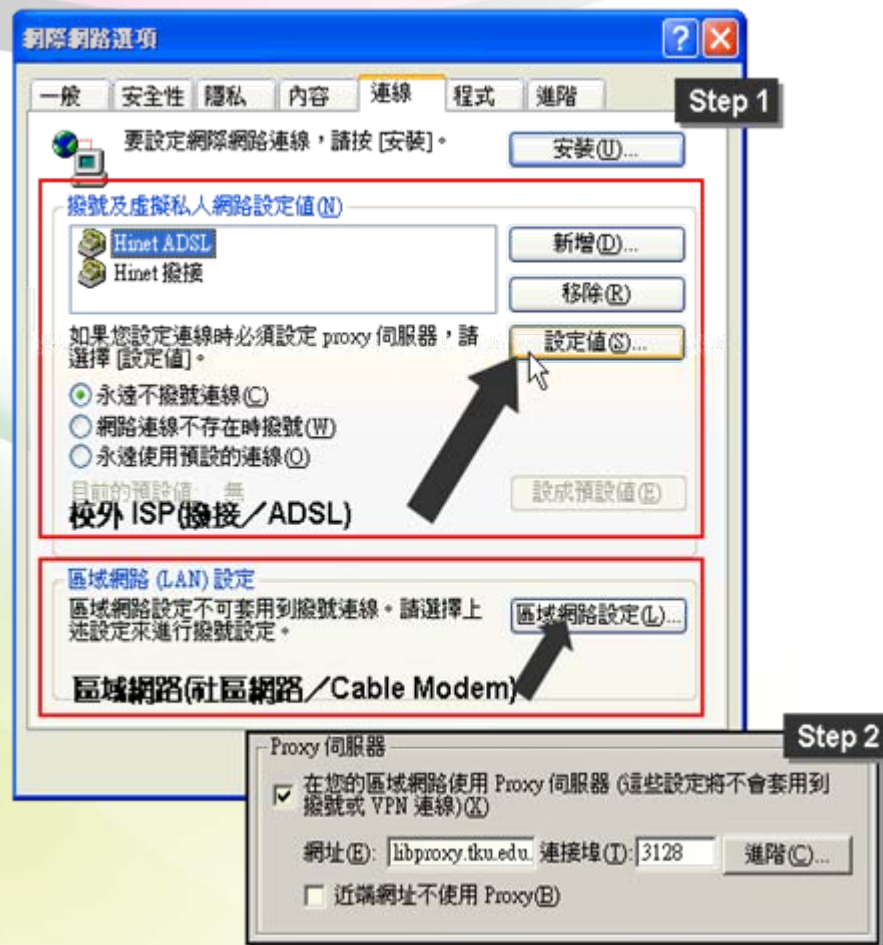 網際網路選項
一般 安全性 隱私 內容 連線 程式 進階
Step 1
要設定網際網路連線，請按 [安裝]。
安裝(U)...
撥號及虛擬私人網路設定值(N)
Hinet ADSL
Hinet 撥接
新增(D)...
移除(R)
如果您設定連線時必須設定 proxy 伺服器，請
選擇 [設定值]。
設定值(S)...
永遠不撥號連線(C)
網路連線不存在時撥號(W)
永遠使用預設的連線(O)
目前的預設值: 無
設成預設值(E)
校外 ISP(撥接／ADSL)
區域網路 (LAN) 設定
區域網路設定不可套用到撥號連線。請選擇上
述設定來進行撥號設定。
區域網路設定(L)...
區域網路(社區網路／Cable Modem)
Step 2
Proxy 伺服器
在您的區域網路使用 Proxy 伺服器 (這些設定將不會套用到
撥號或 VPN 連線)(X)
網址(E): libproxy.tku.edu. 連接埠(T): 3128 進階(C)...
近端網址不使用 Proxy(B)